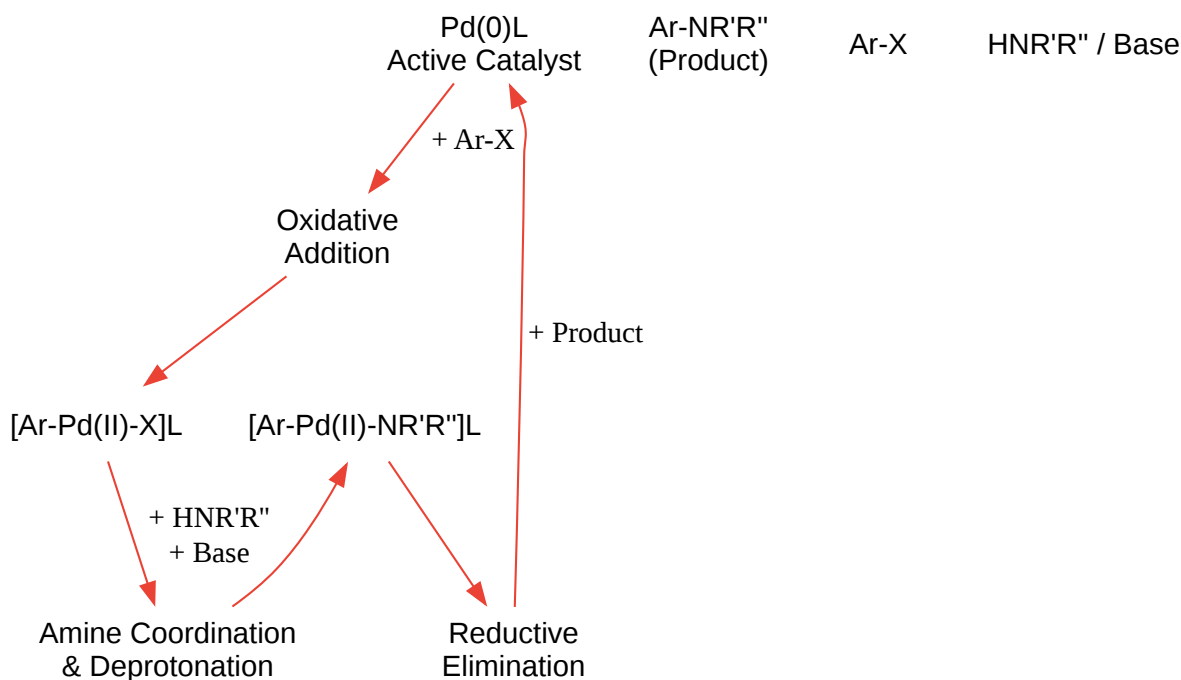 Pd(0)L
Active Catalyst
Ar-NR'R"
(Product)
Ar-X
HNR'R" / Base
+ Ar-X
Oxidative
Addition
+ Product
[Ar-Pd(II)-X]L
[Ar-Pd(II)-NR'R"]L
+ HNR'R"
+ Base
Amine Coordination
& Deprotonation
Reductive
Elimination